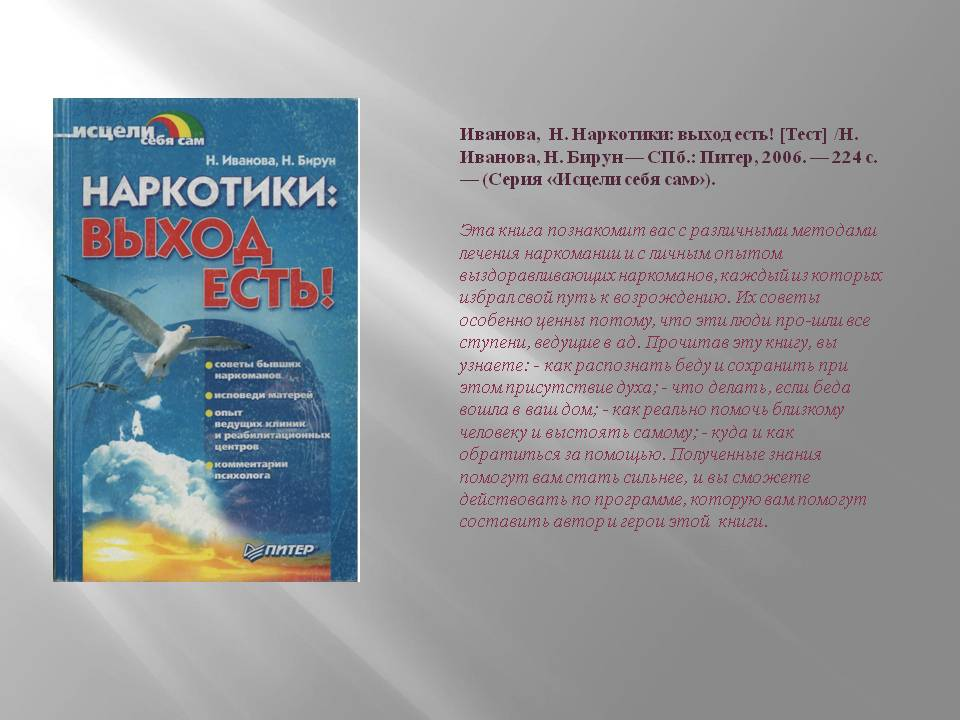 исцели
себя сам
Н. Иванова, Н. Бирун
НАРКОТИКИ:
ВЫХОД
ЕСТЬ!
советы бывших
наркоманов
исповеди матерей
опыт
ведущих клиник
и реабилитационных
центров
комментарии
психолога
ПИТЕР
Иванова, Н. Наркотики: выход есть! [Тест] /Н.
Иванова, Н. Бирун — СПб.: Питер, 2006. — 224 с.
— (Серия «Исцели себя сам»).
Эта книга познакомит вас с различными методами
лечения наркомании и с личным опытом
выздоравливающих наркоманов, каждый из которых
избрал свой путь к возрождению. Их советы
особенно ценны потому, что эти люди про-шли все
ступени, ведущие в ад. Прочитав эту книгу, вы
узнаете: - как распознать беду и сохранить при
этом присутствие духа; - что делать, если беда
вошла в ваш дом; - как реально помочь близкому
человеку и выстоять самому; - куда и как
обратиться за помощью. Полученные знания
помогут вам стать сильнее, и вы сможете
действовать по программе, которую вам помогут
составить автор и герои этой книги.